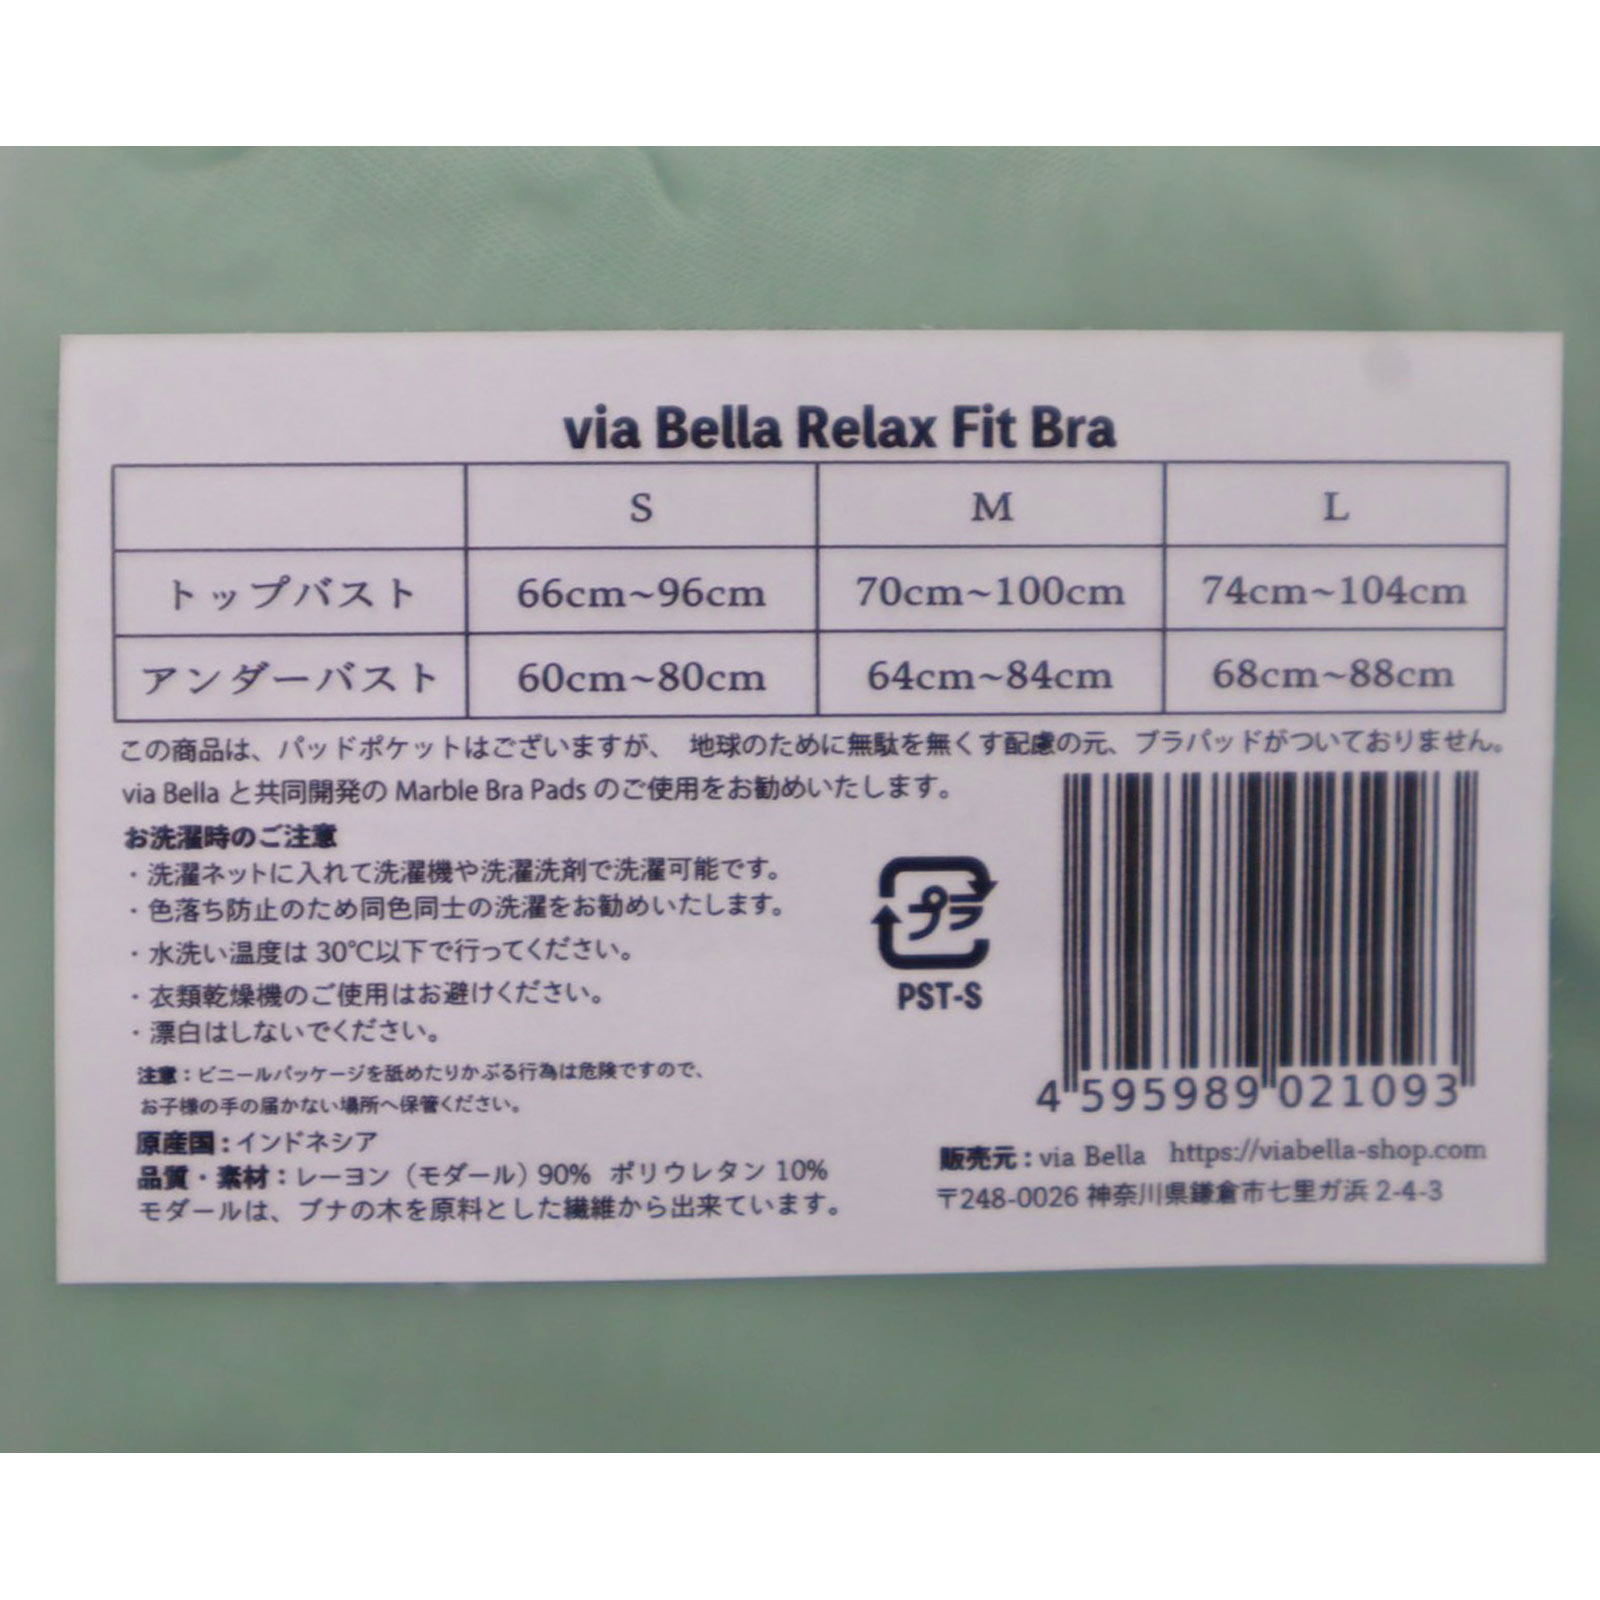 via Bella Relax Fit Bra
S M L
トップバスト 66cm~96cm 70cm~100cm 74cm~104cm
アンダーバスト 60cm~80cm 64cm~84cm 68cm~88cm
この商品は、パッドポケットはございますが、 地球のために無駄を無くす配慮の元、ブラパッドがついておりません。
via Bella と共同開発の Marble Bra Pads のご使用をお勧めいたします。
お洗濯時のご注意
・洗濯ネットに入れて洗濯機や洗濯洗剤で洗濯可能です。
・色落ち防止のため同色同士の洗濯をお勧めいたします。
・水洗い温度は 30℃以下で行ってください。
・衣類乾燥機のご使用はお避けください。
・漂白はしないでください。
注意：ビニールパッケージを舐めたりかぶる行為は危険ですので、
お子様の手の届かない場所へ保管ください。
原産国：インドネシア
品質・素材：レーヨン（モダール）90% ポリウレタン 10%
モダールは、ブナの木を原料とした繊維から出来ています。
プラ
PST-S
4 595989 021093
販売元：via Bella https://viabella-shop.com
〒248-0026 神奈川県鎌倉市七里ガ浜 2-4-3